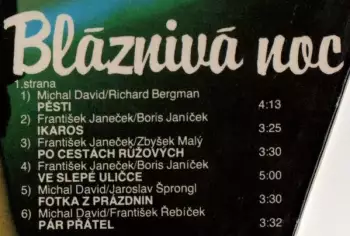 Bláznivá noc
1.strana
1) Michal David/Richard Bergman
PĚSTI 4:13
2) František Janeček/Boris Janíček
IKAROS 3:25
3) František Janeček/Zbyšek Malý
PO CESTÁCH RŮŽOVÝCH 3:30
4) František Janeček/Boris Janíček
VE SLEPÉ ULIČCE 5:00
5) Michal David/Jaroslav Šprongl
FOTKA Z PRÁZDNIN 3:30
6) Michal David/František Řebíček
PÁR PŘÁTEL 3:32